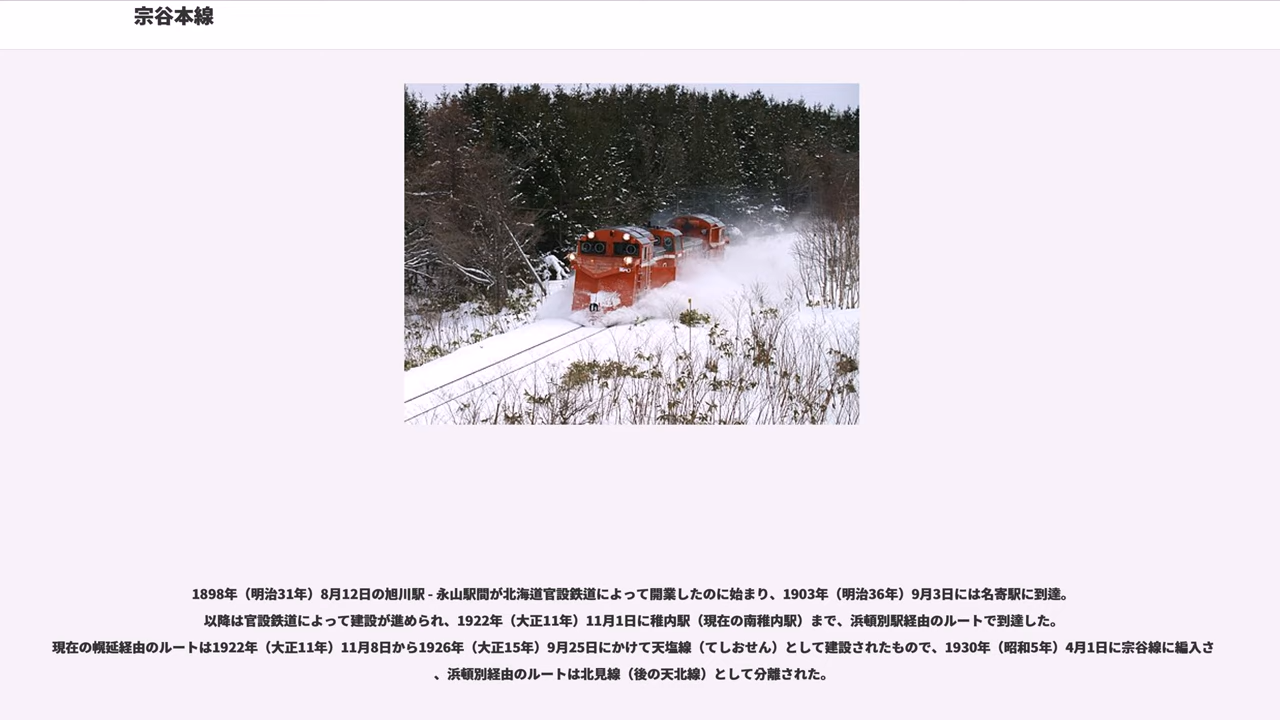 宗谷本線
1898年（明治31年）8月12日の旭川駅 - 永山駅間が北海道官設鉄道によって開業したのに始まり、1903年（明治36年）9月3日には名寄駅に到達。
以降は官設鉄道によって建設が進められ、1922年（大正11年）11月1日に稚内駅（現在の南稚内駅）まで、浜頓別駅経由のルートで到達した。
現在の幌延経由のルートは1922年（大正11年）11月8日から1926年（大正15年）9月25日にかけて天塩線（てしおせん）として建設されたもので、1930年（昭和5年）4月1日に宗谷線に編入さ
、浜頓別経由のルートは北見線（後の天北線）として分離された。